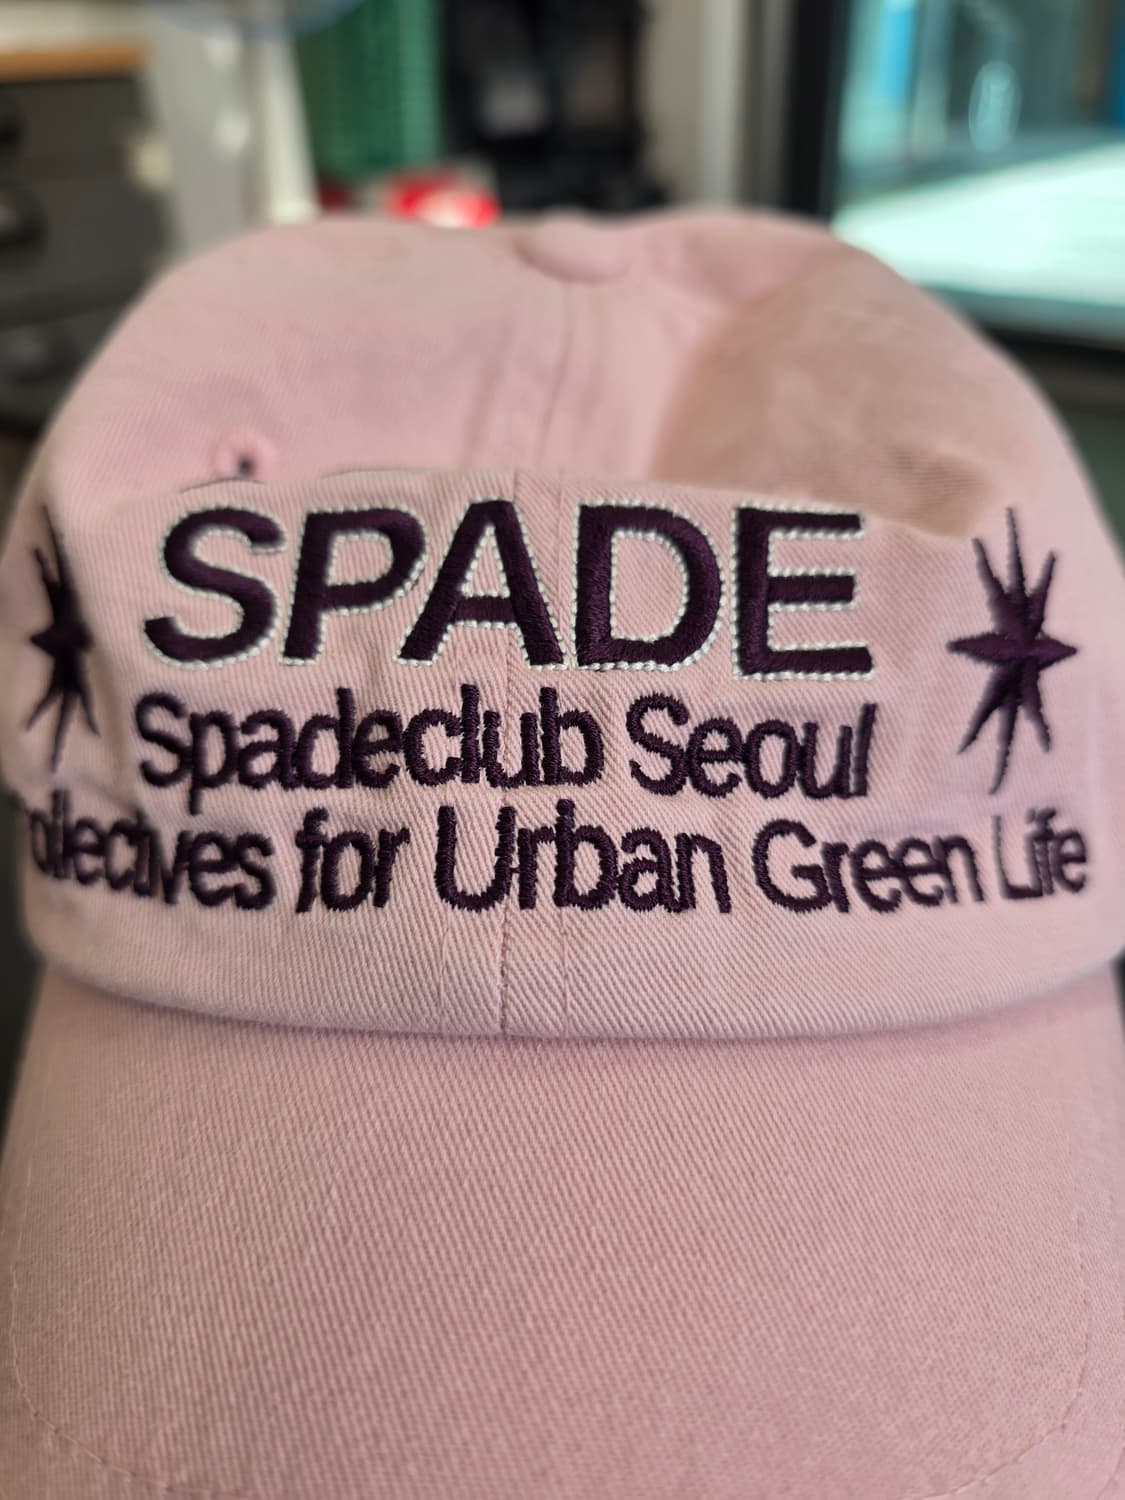 SPADE
Spadeclub Seoul
ollectives for Urban Green Life